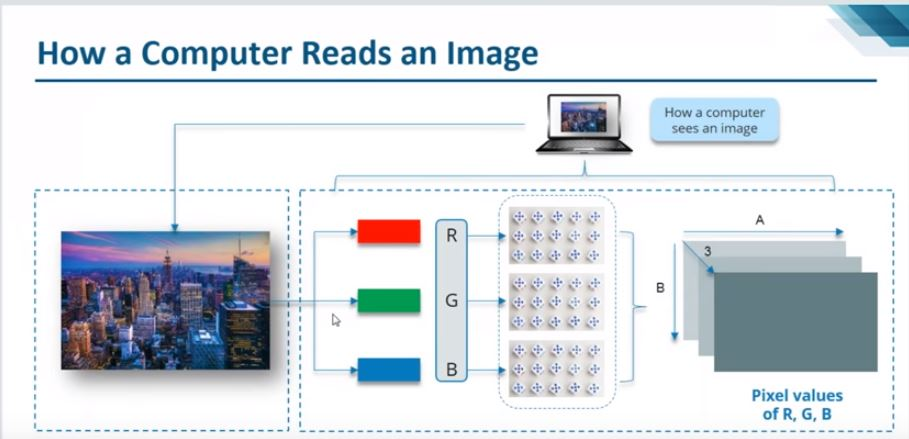 How a Computer Reads an Image
How a computer
sees an image
R
G
B
A
B
3
Pixel values
of R, G, B